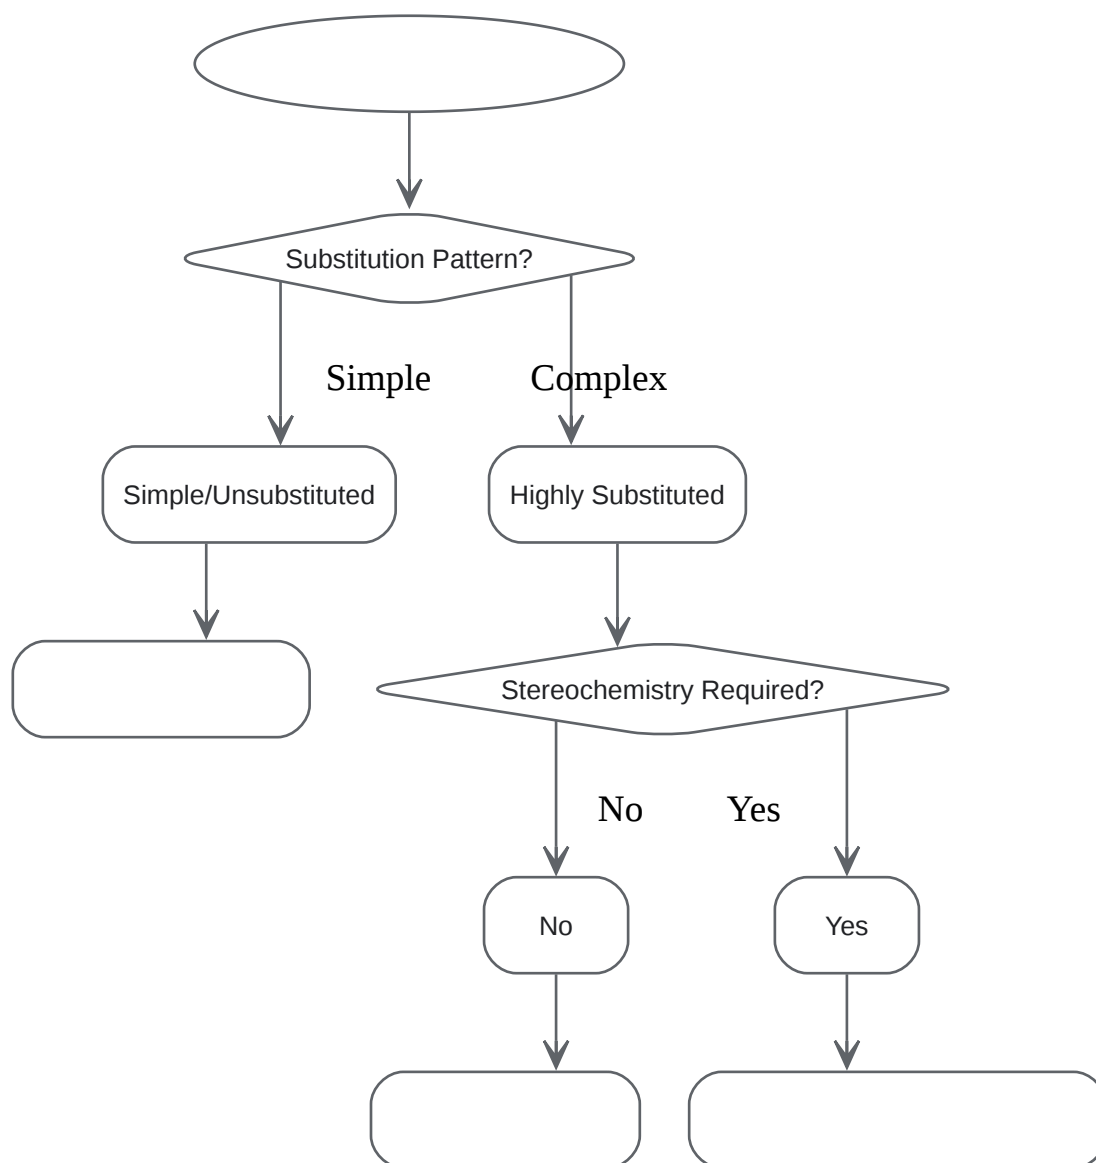 Substitution Pattern?
Simple
Complex
Simple/Unsubstituted
Highly Substituted
Stereochemistry Required?
No
Yes
No
Yes